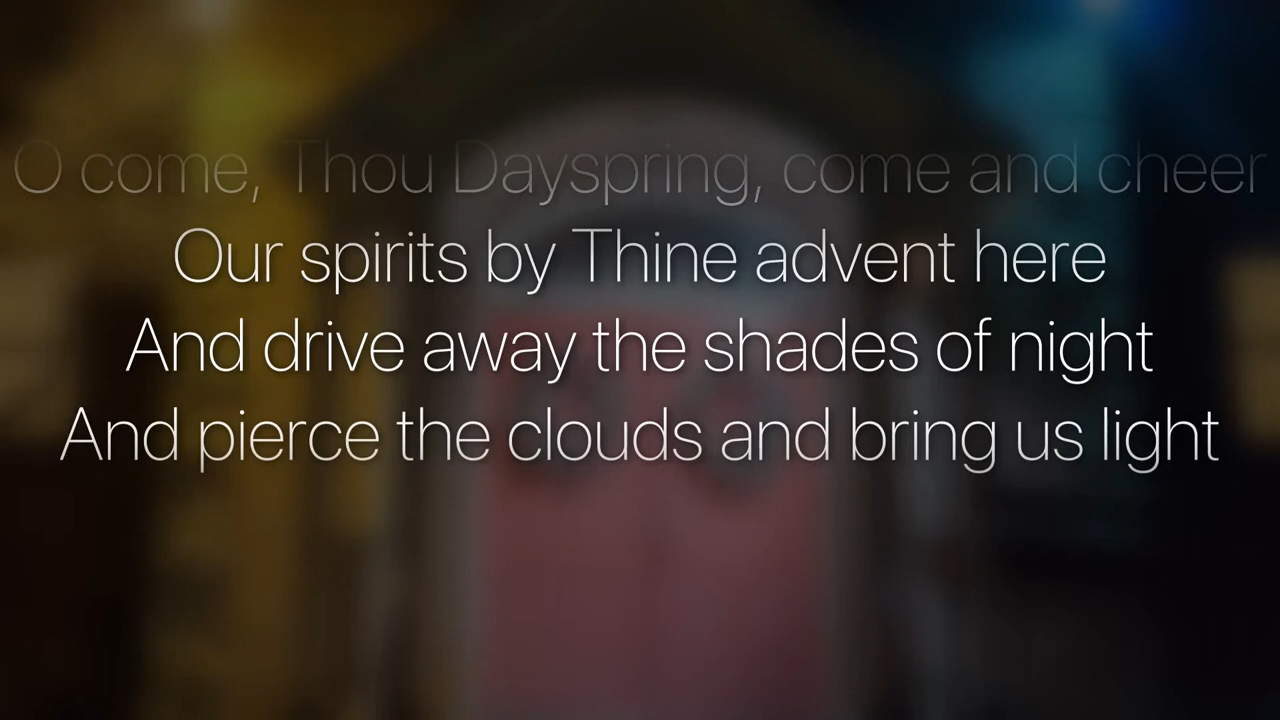 O come, Thou Dayspring, come and cheer
Our spirits by Thine advent here
And drive away the shades of night
And pierce the clouds and bring us light